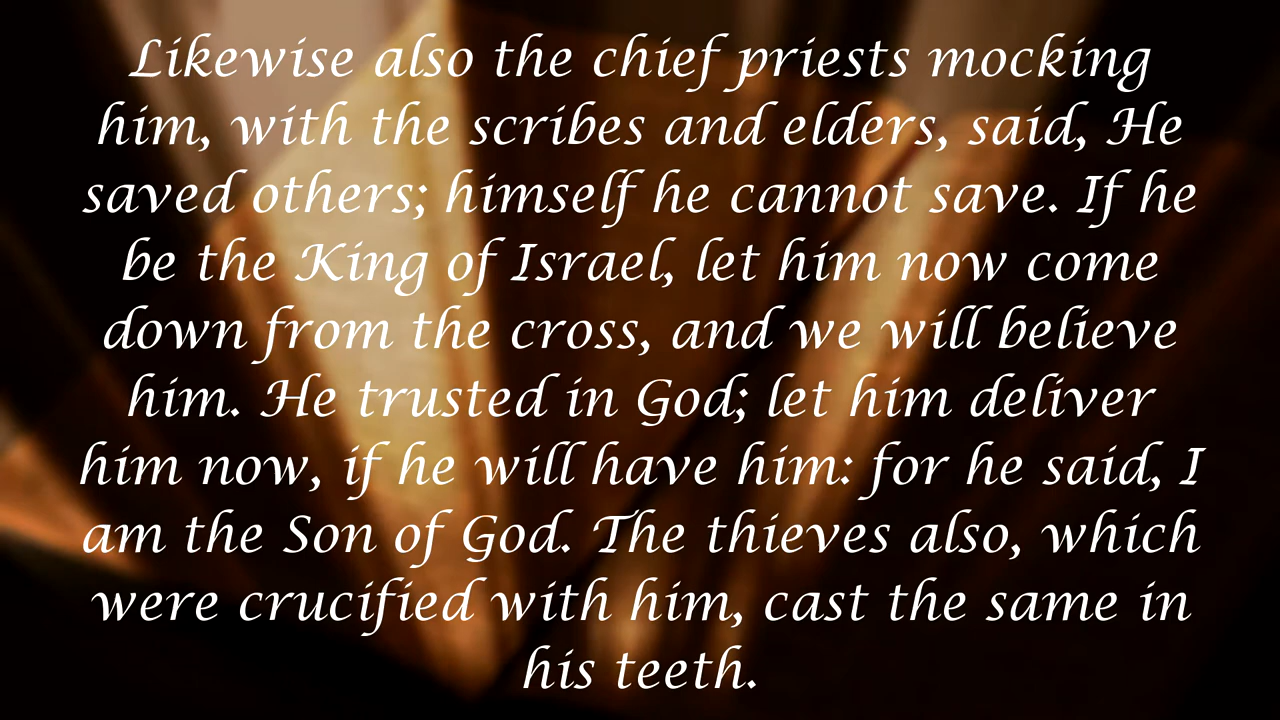 Likewise also the chief priests mocking
him, with the scribes and elders, said, He
saved others; himself he cannot save. If he
be the King of Israel, let him now come
down from the cross, and we will believe
him. He trusted in God; let him deliver
him now, if he will have him: for he said, I
am the Son of God. The thieves also, which
were crucified with him, cast the same in
his teeth.